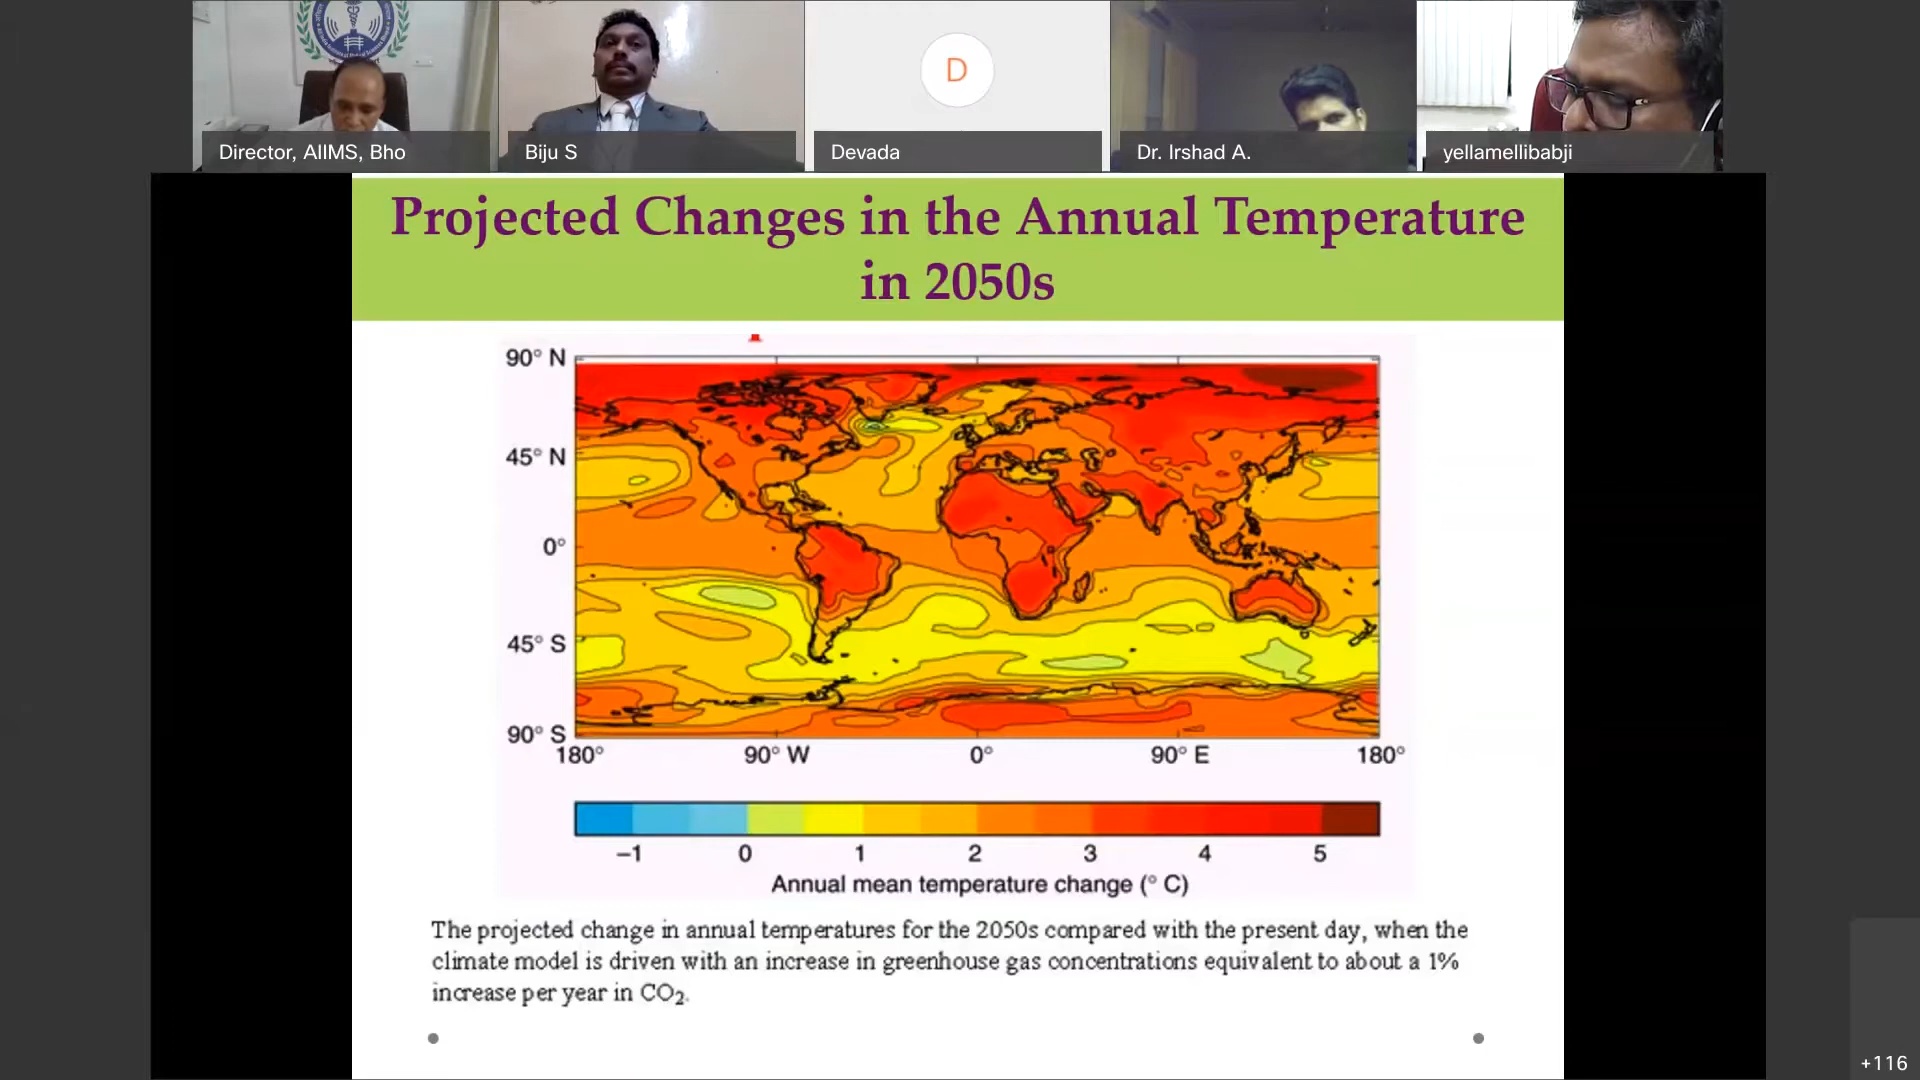 Director, AIIMS, Bho
Biju S
D
Devada
Dr. Irshad A.
yellamellibabji
Projected Changes in the Annual Temperature
in 2050s
90° N
45° N
0°
45° S
90° S
180° 90° W 0° 90° E 180°
−1 0 1 2 3 4 5
Annual mean temperature change (° C)
The projected change in annual temperatures for the 2050s compared with the present day, when the
climate model is driven with an increase in greenhouse gas concentrations equivalent to about a 1%
increase per year in CO₂.
+116